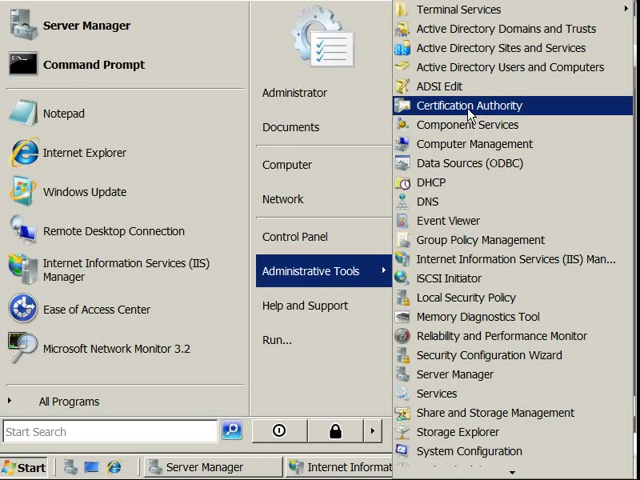 Server Manager
Command Prompt
Notepad
Internet Explorer
Windows Update
Remote Desktop Connection
Internet Information Services (IIS)
Manager
Ease of Access Center
Microsoft Network Monitor 3.2
All Programs
Start Search
Administrator
Documents
Computer
Network
Control Panel
Administrative Tools
Help and Support
Run...
Terminal Services
Active Directory Domains and Trusts
Active Directory Sites and Services
Active Directory Users and Computers
ADSI Edit
Certification Authority
Component Services
Computer Management
Data Sources (ODBC)
DHCP
DNS
Event Viewer
Group Policy Management
Internet Information Services (IIS) Man...
iSCSI Initiator
Local Security Policy
Memory Diagnostics Tool
Reliability and Performance Monitor
Security Configuration Wizard
Server Manager
Services
Share and Storage Management
Storage Explorer
System Configuration
Start
Server Manager
Internet Informat